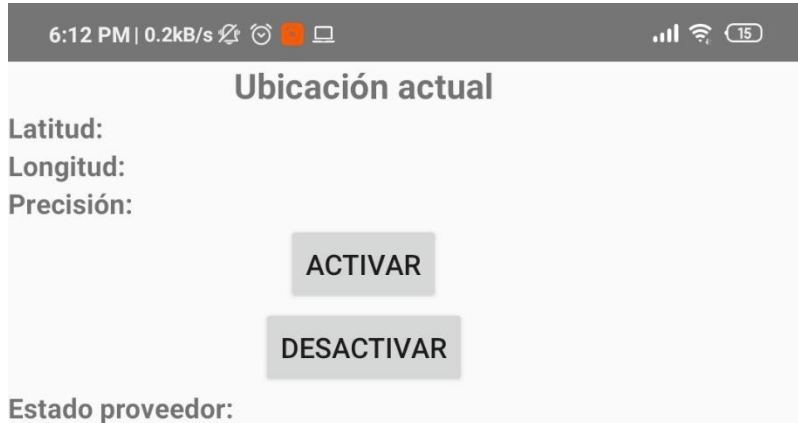 6:12 PM | 0.2kB/s 15
Ubicación actual
Latitud:
Longitud:
Precisión:
ACTIVAR
DESACTIVAR
Estado proveedor: